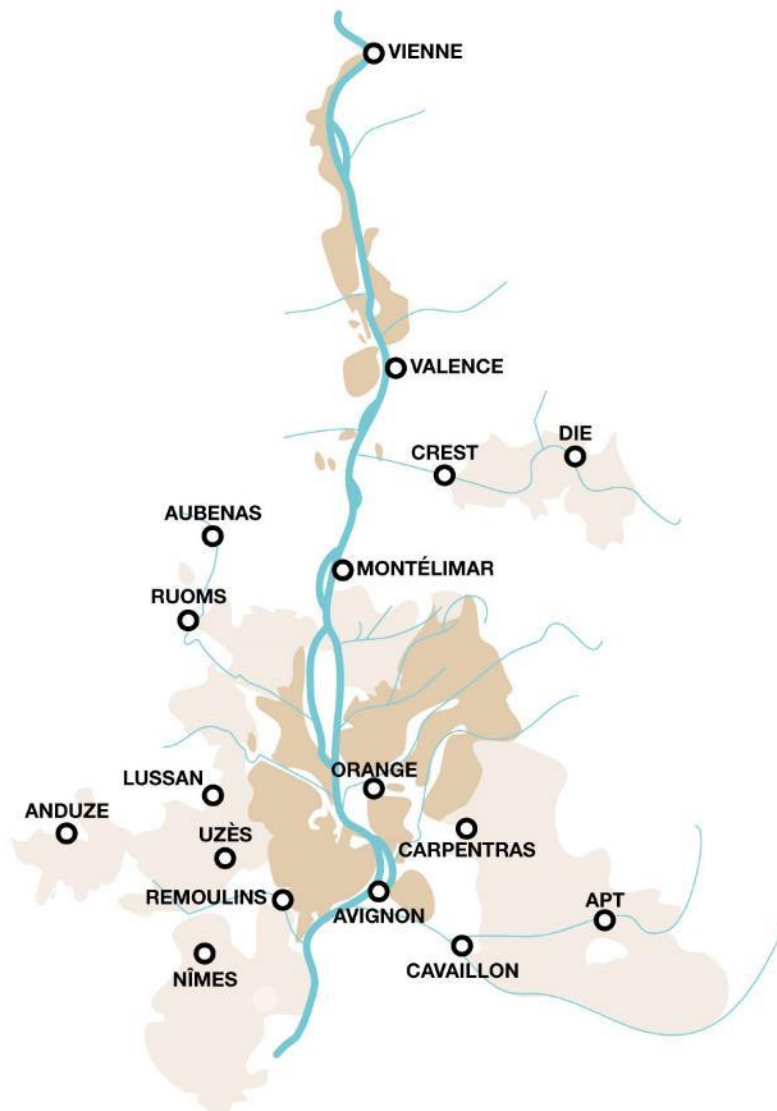 VIENNE
VALENCE
DIE
CREST
AUBENAS
MONTÉLIMAR
RUOMS
ORANGE
LUSSAN
ANDUZE
UZÈS
CARPENTRAS
REMOULINS
APT
AVIGNON
CAVAILLON
NÎMES